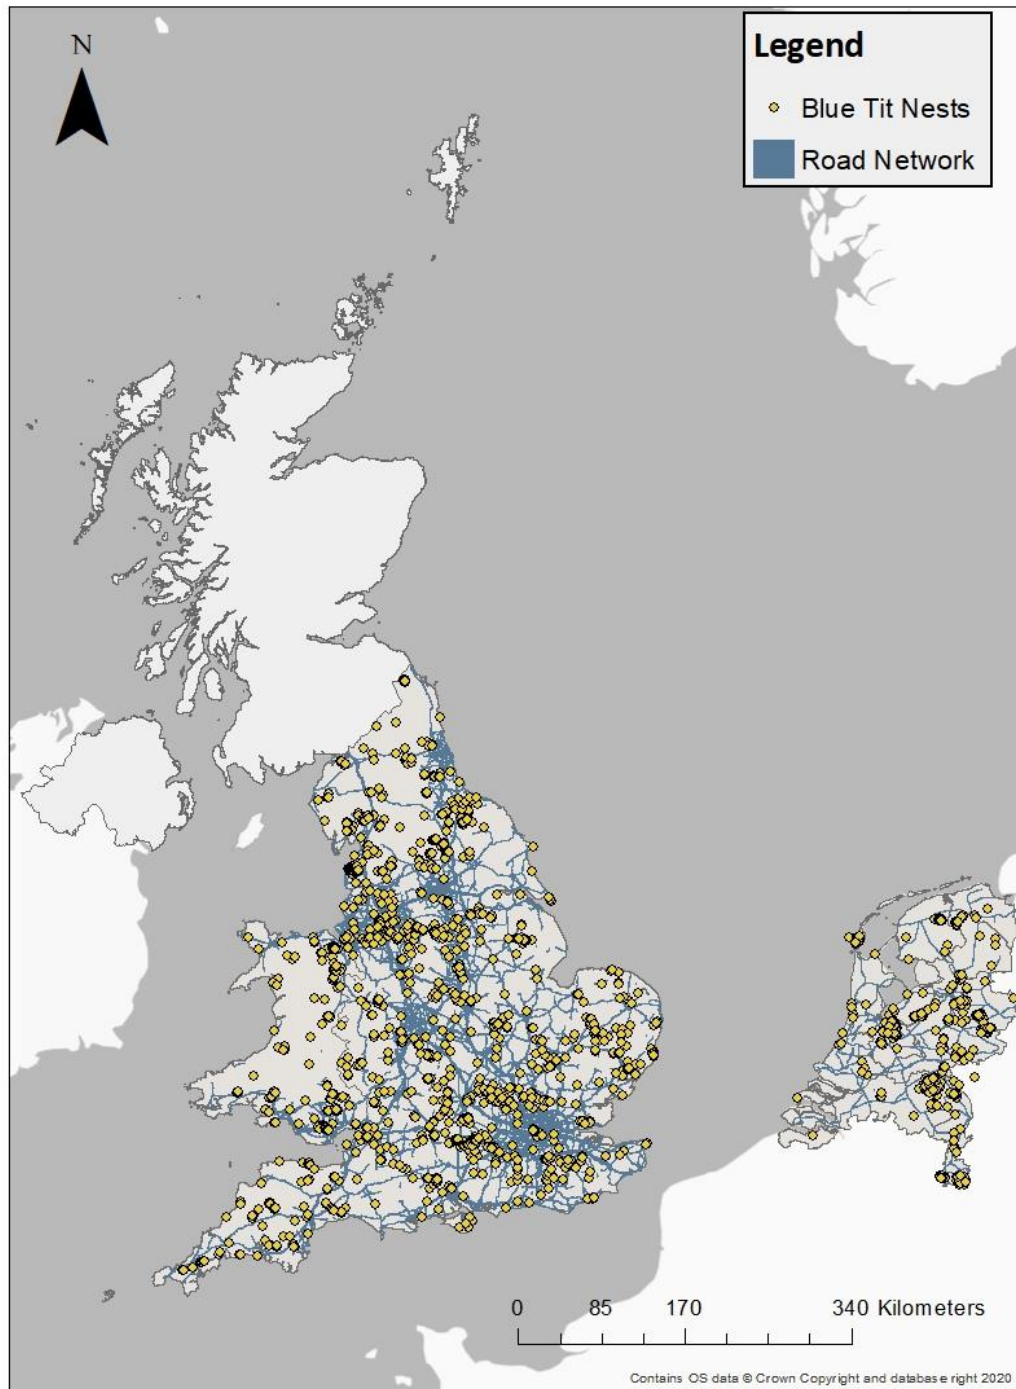 N
Legend
Blue Tit Nests
Road Network
0 85 170 340 Kilometers
Contains OS data © Crown Copyright and database right 2020